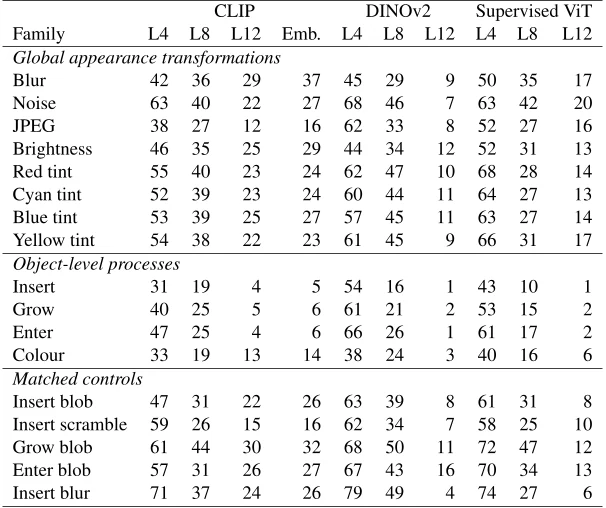 CLIP DINOv2 Supervised ViT
Family L4 L8 L12 Emb. L4 L8 L12 L4 L8 L12
Global appearance transformations
Blur 42 36 29 37 45 29 9 50 35 17
Noise 63 40 22 27 68 46 7 63 42 20
JPEG 38 27 12 16 62 33 8 52 27 16
Brightness 46 35 25 29 44 34 12 52 31 13
Red tint 55 40 23 24 62 47 10 68 28 14
Cyan tint 52 39 23 24 60 44 11 64 27 13
Blue tint 53 39 25 27 57 45 11 63 27 14
Yellow tint 54 38 22 23 61 45 9 66 31 17
Object-level processes
Insert 31 19 4 5 54 16 1 43 10 1
Grow 40 25 5 6 61 21 2 53 15 2
Enter 47 25 4 6 66 26 1 61 17 2
Colour 33 19 13 14 38 24 3 40 16 6
Matched controls
Insert blob 47 31 22 26 63 39 8 61 31 8
Insert scramble 59 26 15 16 62 34 7 58 25 10
Grow blob 61 44 30 32 68 50 11 72 47 12
Enter blob 57 31 26 27 67 43 16 70 34 13
Insert blur 71 37 24 26 79 49 4 74 27 6